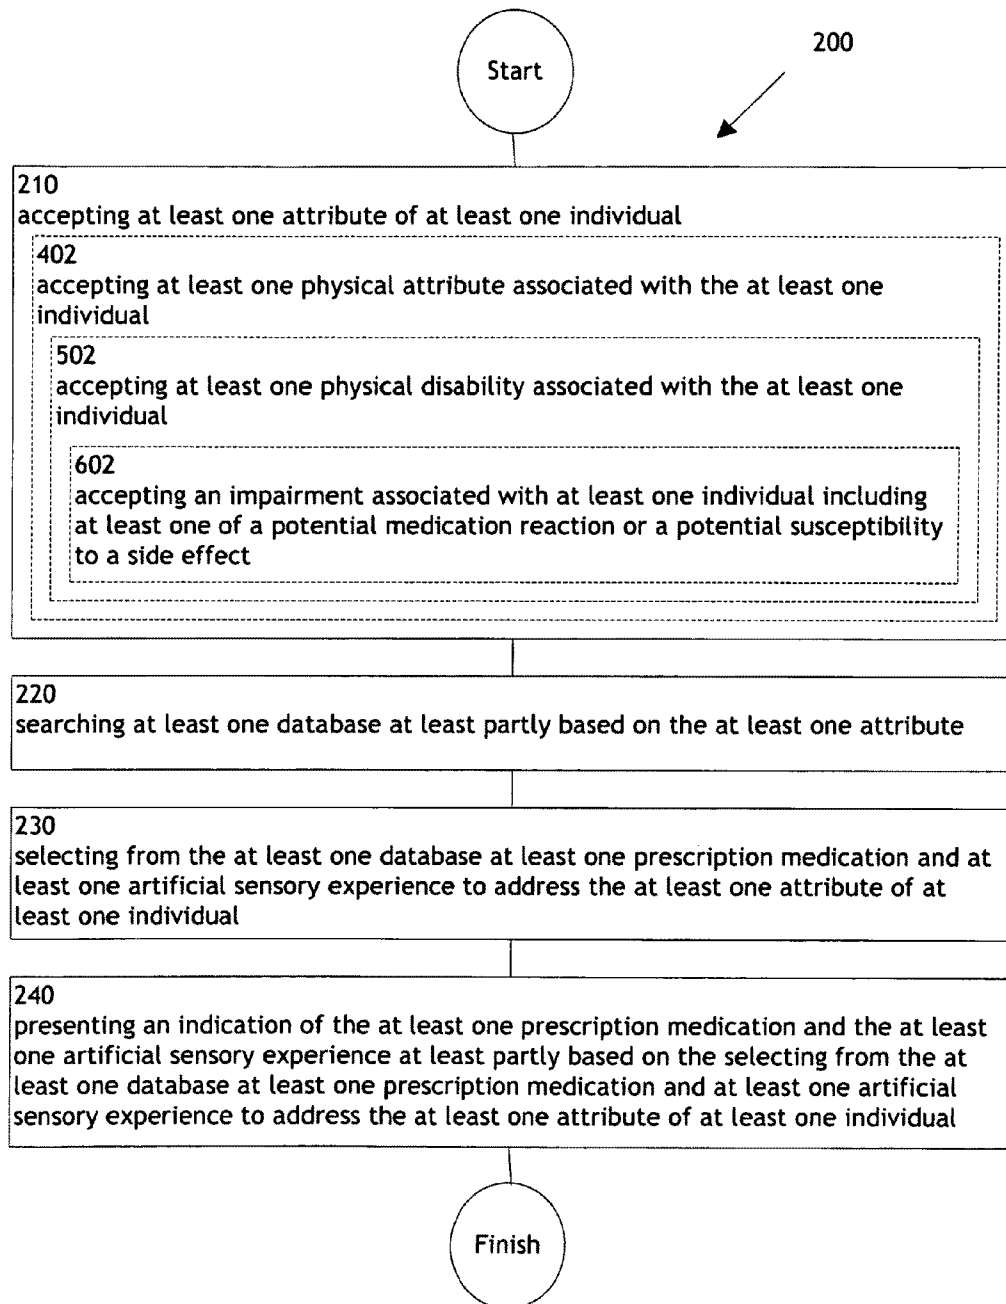 Start
200
210
accepting at least one attribute of at least one individual
402
accepting at least one physical attribute associated with the at least one
individual
502
accepting at least one physical disability associated with the at least one
individual
602
accepting an impairment associated with at least one individual including
at least one of a potential medication reaction or a potential susceptibility
to a side effect
220
searching at least one database at least partly based on the at least one attribute
230
selecting from the at least one database at least one prescription medication and at
least one artificial sensory experience to address the at least one attribute of at
least one individual
240
presenting an indication of the at least one prescription medication and the at least
one artificial sensory experience at least partly based on the selecting from the at
least one database at least one prescription medication and at least one artificial
sensory experience to address the at least one attribute of at least one individual
Finish